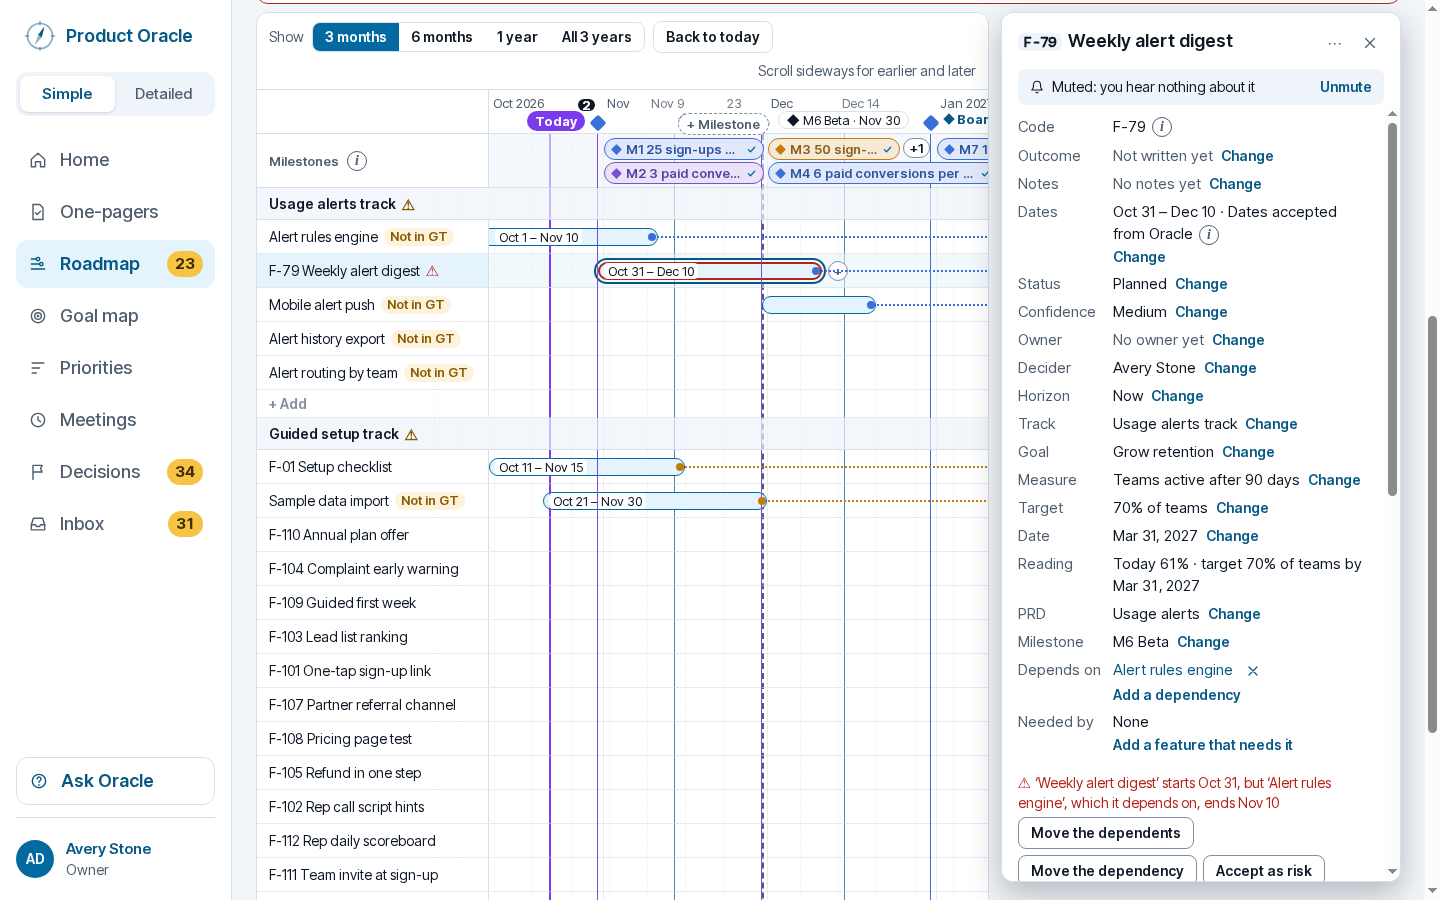 Product Oracle
Simple
Detailed
Home
One-pagers
Roadmap 23
Goal map
Priorities
Meetings
Decisions 34
Inbox 31
Ask Oracle
AD
Avery Stone
Owner
Show 3 months 6 months 1 year All 3 years Back to today
Scroll sideways for earlier and later
Oct 2026 2 Nov Nov 9 23 Dec Dec 14 Jan 2027
Today + Milestone M6 Beta · Nov 30 Boar
Milestones i
M1 25 sign-ups ... M3 50 sign-... +1 M7 1
M2 3 paid conve... M4 6 paid conversions per ...
Usage alerts track
Alert rules engine Not in GT Oct 1 – Nov 10
F-79 Weekly alert digest Oct 31 – Dec 10
Mobile alert push Not in GT
Alert history export Not in GT
Alert routing by team Not in GT
+ Add
Guided setup track
F-01 Setup checklist Oct 11 – Nov 15
Sample data import Not in GT Oct 21 – Nov 30
F-110 Annual plan offer
F-104 Complaint early warning
F-109 Guided first week
F-103 Lead list ranking
F-101 One-tap sign-up link
F-107 Partner referral channel
F-108 Pricing page test
F-105 Refund in one step
F-102 Rep call script hints
F-112 Rep daily scoreboard
F-111 Team invite at sign-up
F-79 Weekly alert digest ...
Muted: you hear nothing about it Unmute
Code F-79 i
Outcome Not written yet Change
Notes No notes yet Change
Dates Oct 31 – Dec 10 · Dates accepted
from Oracle i
Change
Status Planned Change
Confidence Medium Change
Owner No owner yet Change
Decider Avery Stone Change
Horizon Now Change
Track Usage alerts track Change
Goal Grow retention Change
Measure Teams active after 90 days Change
Target 70% of teams Change
Date Mar 31, 2027 Change
Reading Today 61% · target 70% of teams by
Mar 31, 2027
PRD Usage alerts Change
Milestone M6 Beta Change
Depends on Alert rules engine
Add a dependency
Needed by None
Add a feature that needs it
‘Weekly alert digest’ starts Oct 31, but ‘Alert rules
engine’, which it depends on, ends Nov 10
Move the dependents
Move the dependency Accept as risk